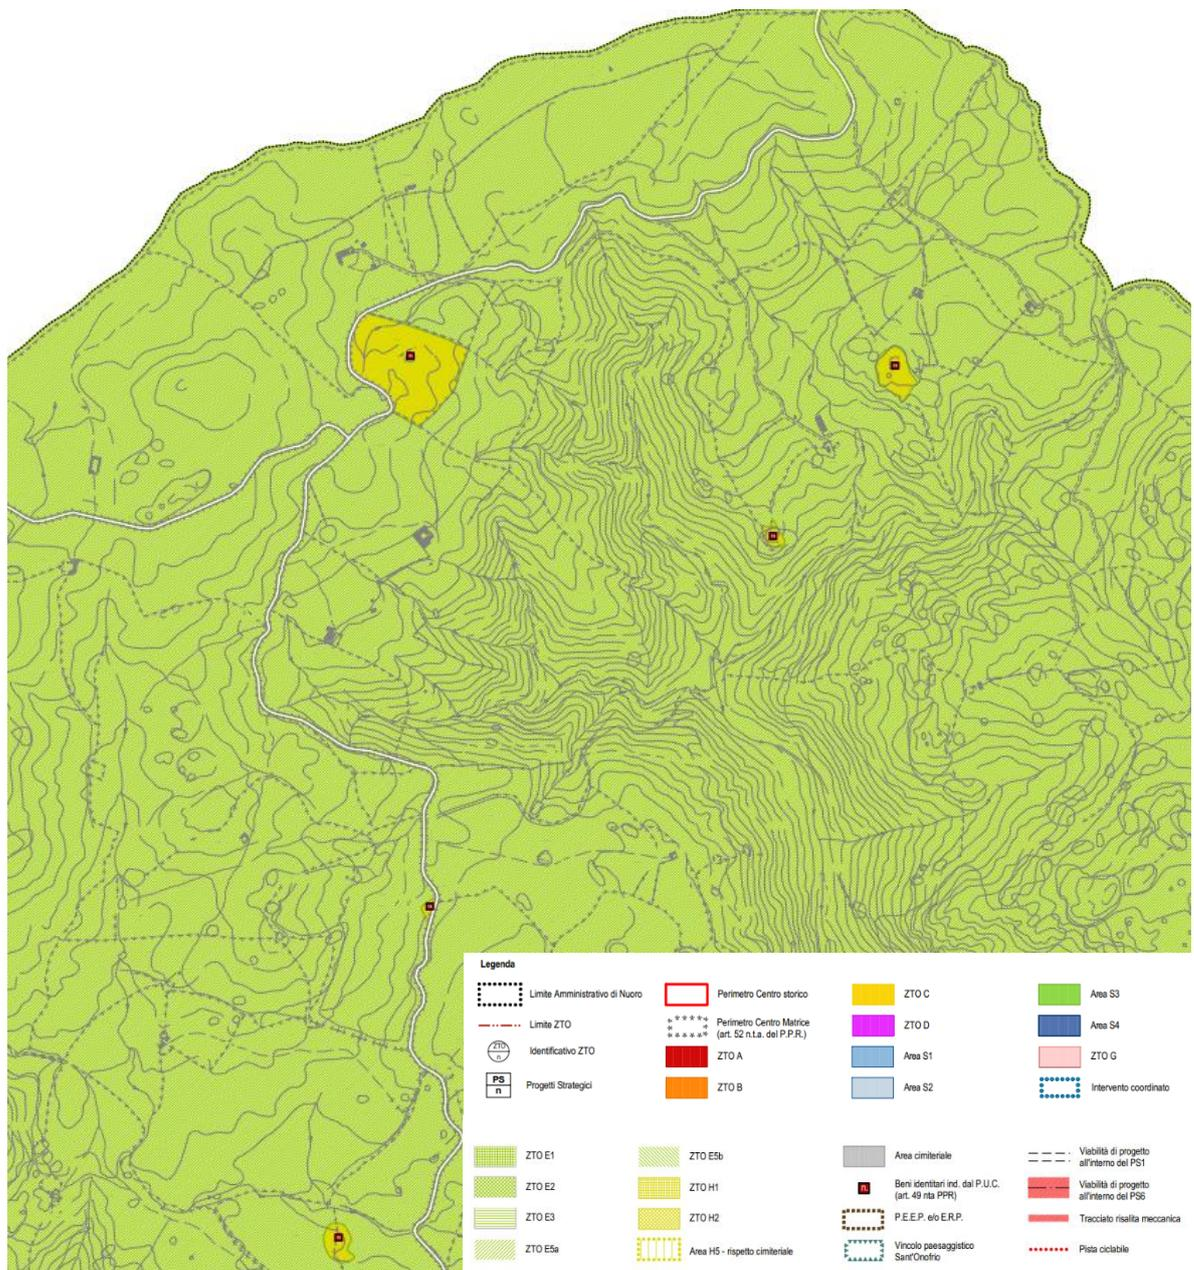 Legenda
Limite Amministrativo di Nuoro
Limite ZTO
ZTO
n
Identificativo ZTO
PS
n
Progetti Strategici
Perimetro Centro storico
Perimetro Centro Matrice
(art. 52 n.t.a. del P.P.R.)
ZTO A
ZTO B
ZTO C
ZTO D
Area S1
Area S2
Area S3
Area S4
ZTO G
Intervento coordinato
ZTO E1
ZTO E2
ZTO E3
ZTO E5a
ZTO E5b
ZTO H1
ZTO H2
Area H5 - rispetto cimiteriale
Area cimiteriale
n.
Beni identitari ind. dal P.U.C.
(art. 49 nta PPR)
P.E.E.P. e/o E.R.P.
Vincolo paesaggistico
Sant'Onofrio
Viabilità di progetto
all'interno del PS1
Viabilità di progetto
all'interno del PS6
Tracciato risalita meccanica
Pista ciclabile